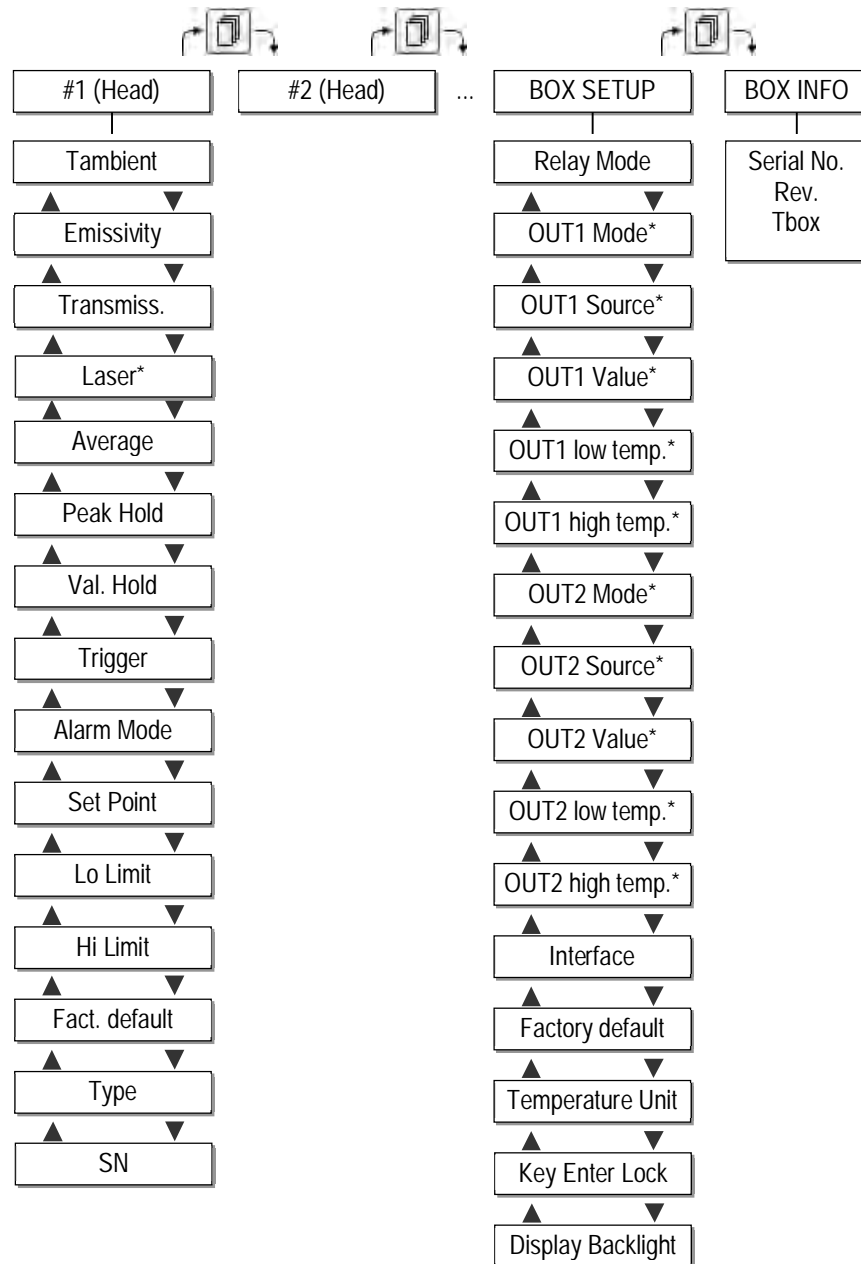 #1 (Head)
#2 (Head)
...
BOX SETUP
BOX INFO
Tambient
Emissivity
Transmiss.
Laser*
Average
Peak Hold
Val. Hold
Trigger
Alarm Mode
Set Point
Lo Limit
Hi Limit
Fact. default
Type
SN
Relay Mode
OUT1 Mode*
OUT1 Source*
OUT1 Value*
OUT1 low temp.*
OUT1 high temp.*
OUT2 Mode*
OUT2 Source*
OUT2 Value*
OUT2 low temp.*
OUT2 high temp.*
Interface
Factory default
Temperature Unit
Key Enter Lock
Display Backlight
Serial No.
Rev.
Tbox